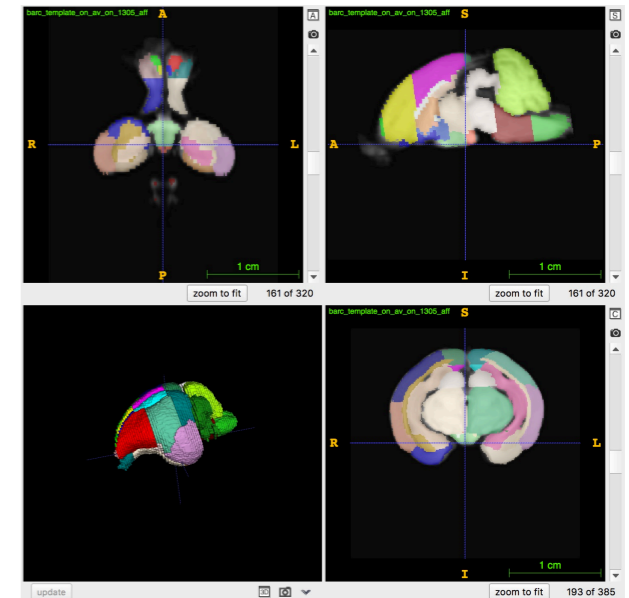 barc_template_on_av_on_1305_aff
A
A
R
L
1 cm
P
zoom to fit
161 of 320
barc_template_on_av_on_1305_aff
S
S
A
P
1 cm
I
zoom to fit
161 of 320
update
3D
barc_template_on_av_on_1305_aff
S
C
R
L
1 cm
I
zoom to fit
193 of 385